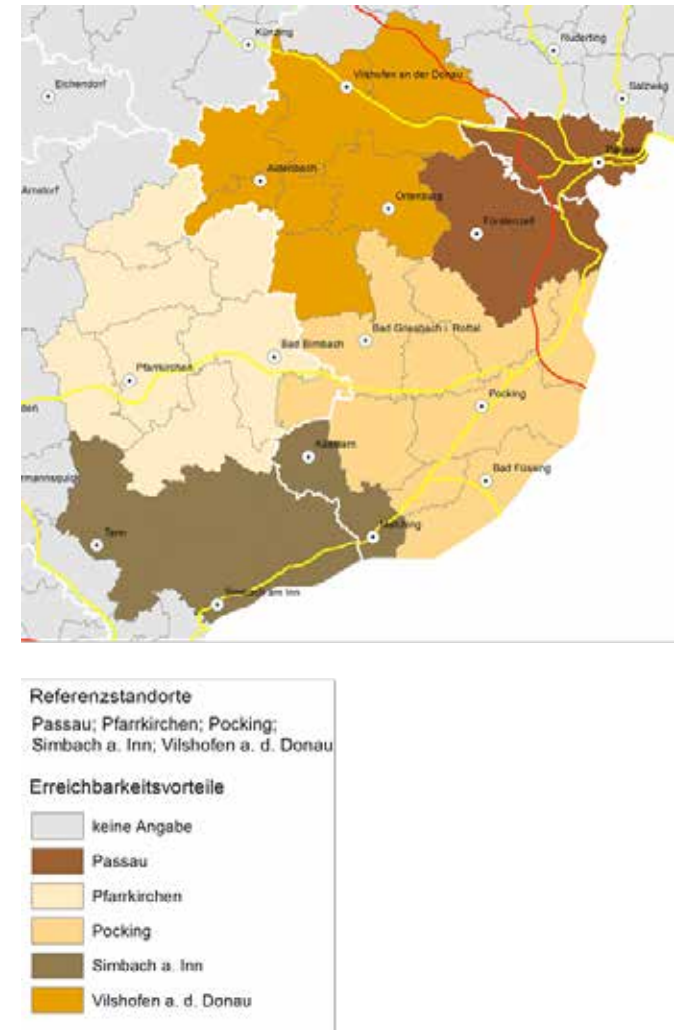 Künzing
Ruderting
Vilshofen an der Donau
Eichendorf
Salzweg
Passau
Aidenbach
Arnstorf
Ortenburg
Fürstenzell
Bad Griesbach i. Rottal
Bad Birnbach
Pfarrkirchen
Pocking
Kößlarn
Bad Füssing
Tann
Simbach am Inn
Referenzstandorte
Passau; Pfarrkirchen; Pocking;
Simbach a. Inn; Vilshofen a. d. Donau
Erreichbarkeitsvorteile
keine Angabe
Passau
Pfarrkirchen
Pocking
Simbach a. Inn
Vilshofen a. d. Donau